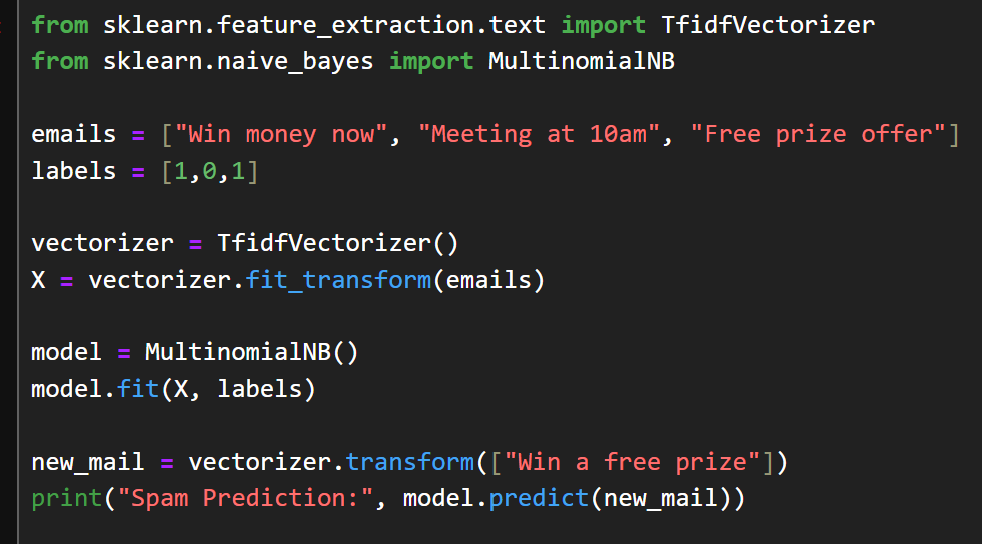 from sklearn.feature_extraction.text import TfidfVectorizer
from sklearn.naive_bayes import MultinomialNB
emails = ["Win money now", "Meeting at 10am", "Free prize offer"]
labels = [1,0,1]
vectorizer = TfidfVectorizer()
X = vectorizer.fit_transform(emails)
model = MultinomialNB()
model.fit(X, labels)
new_mail = vectorizer.transform(["Win a free prize"])
print("Spam Prediction:", model.predict(new_mail))